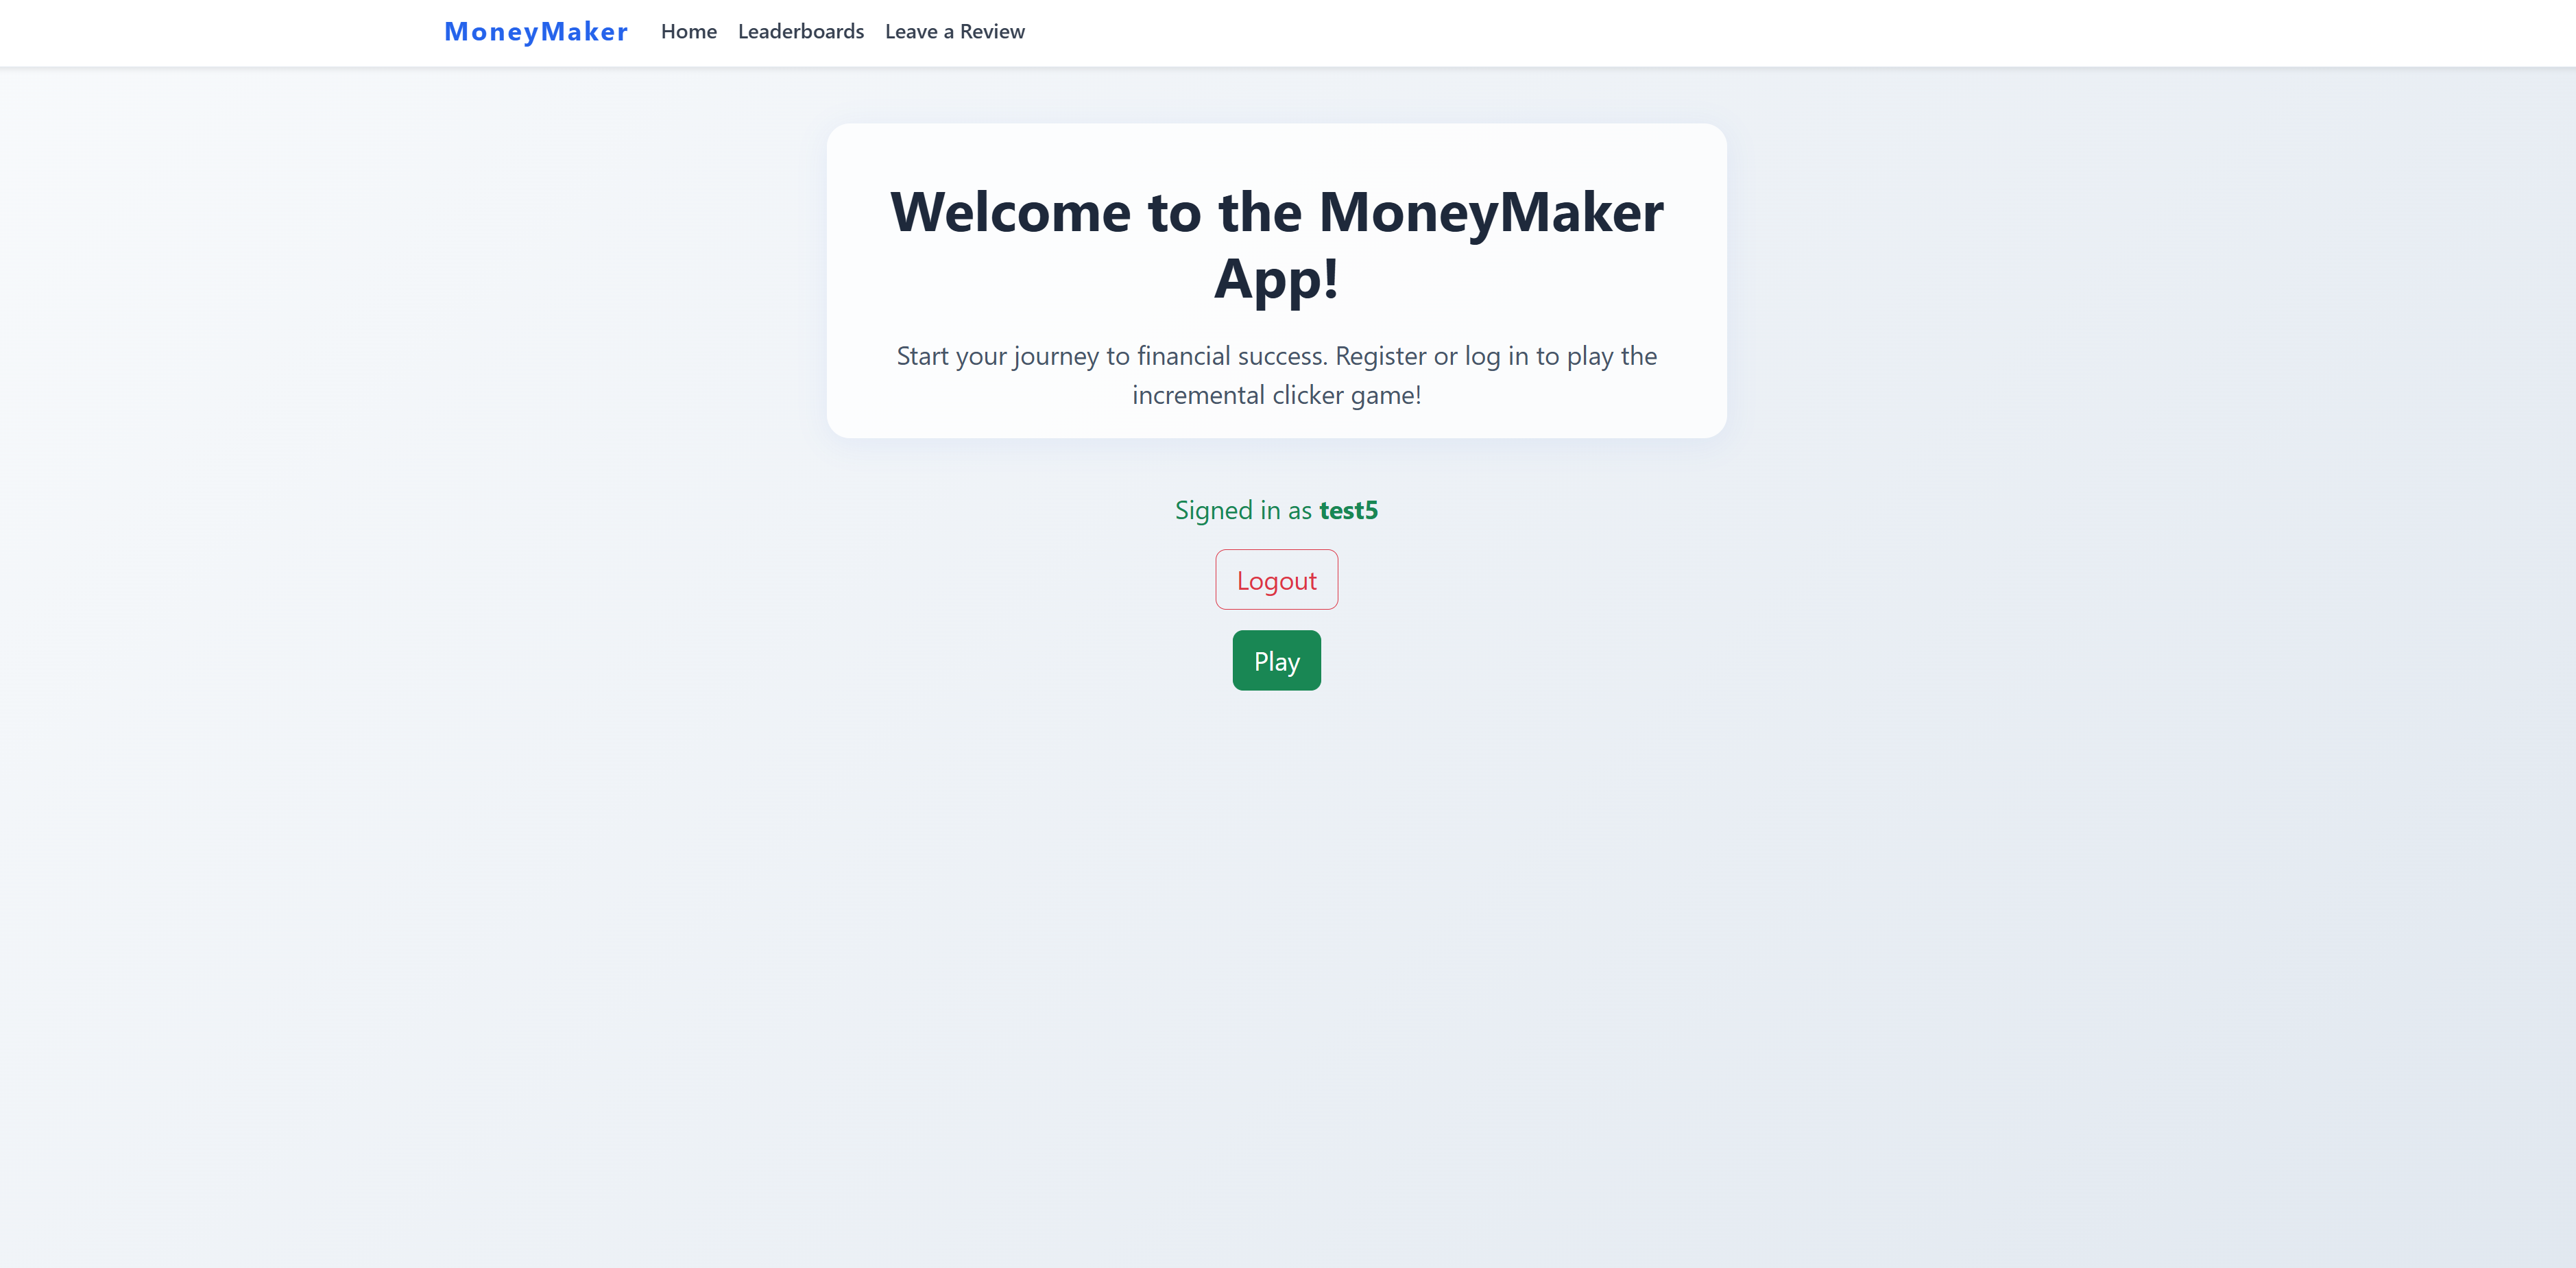 MoneyMaker Home Leaderboards Leave a Review
Welcome to the MoneyMaker
App!
Start your journey to financial success. Register or log in to play the
incremental clicker game!
Signed in as test5
Logout
Play